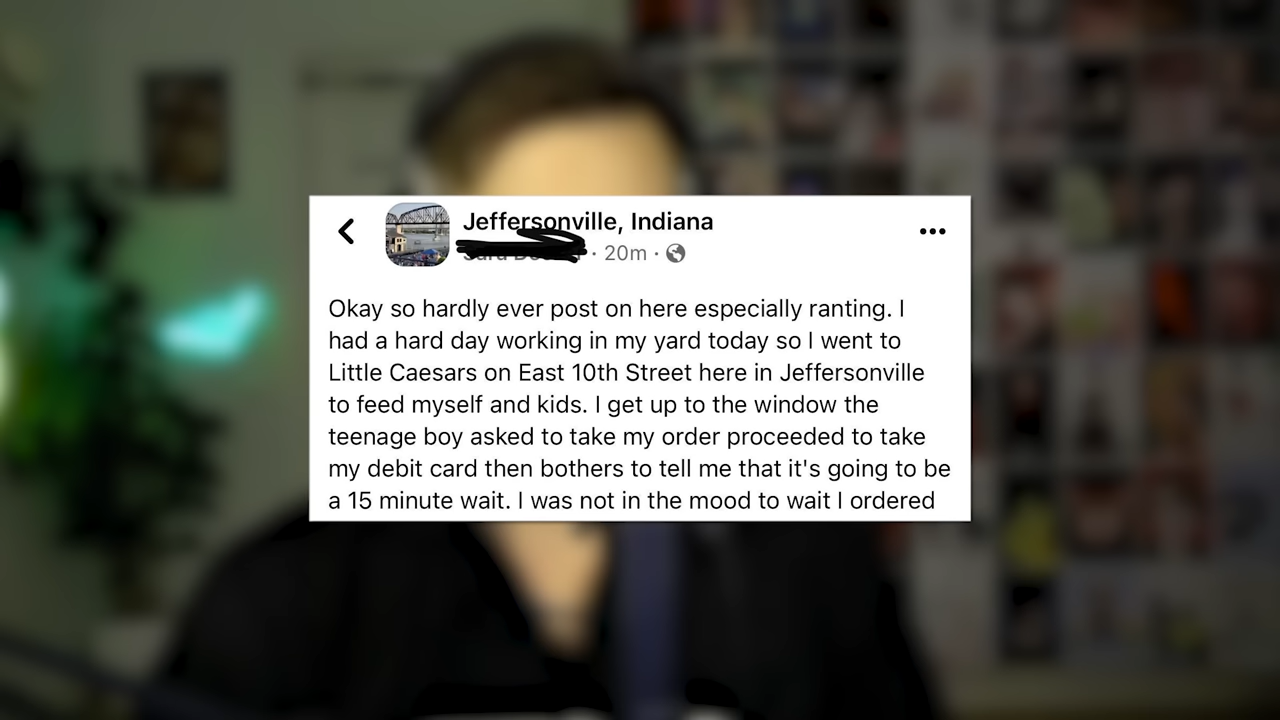 Jeffersonville, Indiana
· 20m ·
Okay so hardly ever post on here especially ranting. I
had a hard day working in my yard today so I went to
Little Caesars on East 10th Street here in Jeffersonville
to feed myself and kids. I get up to the window the
teenage boy asked to take my order proceeded to take
my debit card then bothers to tell me that it's going to be
a 15 minute wait. I was not in the mood to wait I ordered